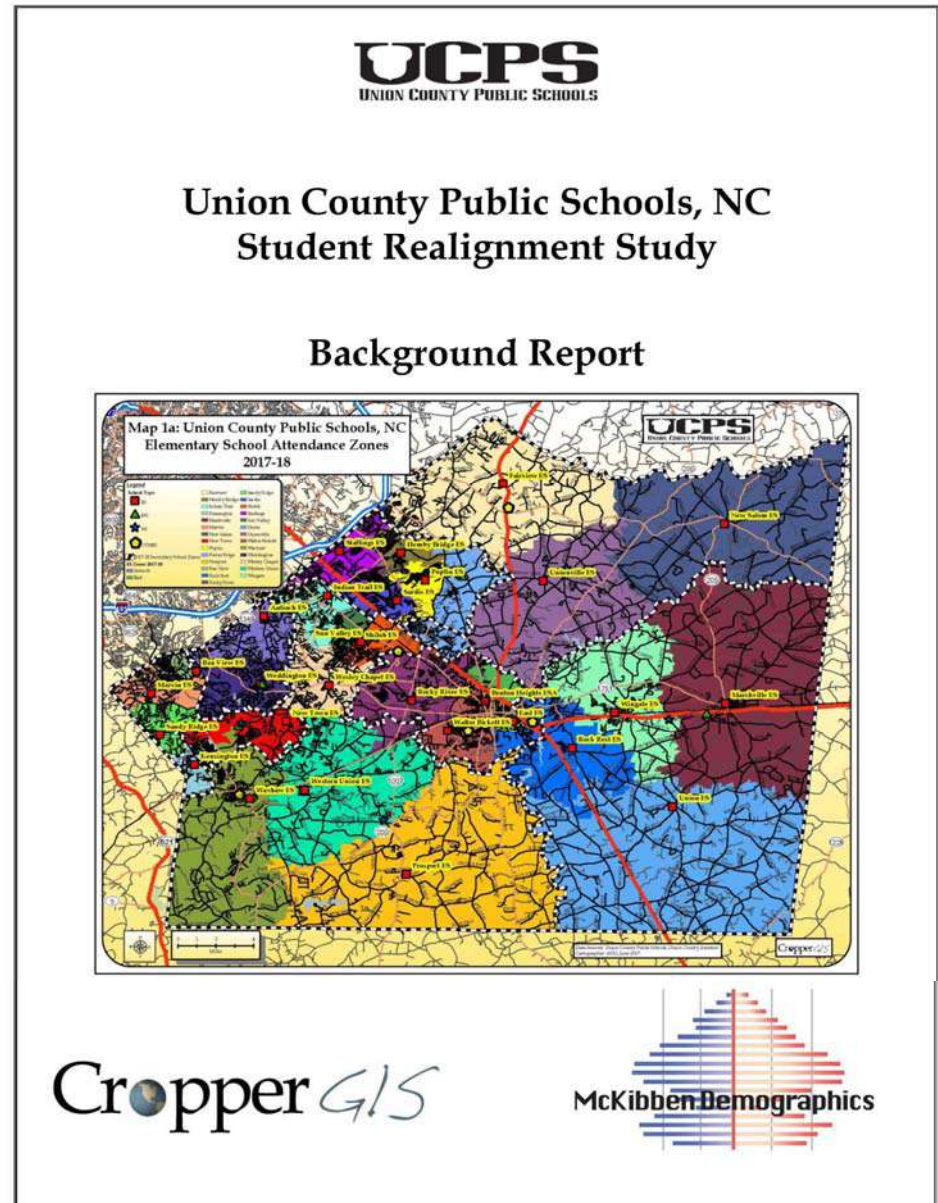 UCPS
UNION COUNTY PUBLIC SCHOOLS
Union County Public Schools, NC
Student Realignment Study
Background Report
Map 1a: Union County Public Schools, NC
Elementary School Attendance Zones
2017-18
UCPS
UNION COUNTY PUBLIC SCHOOLS
Legend
School Type
Fairview ES
New Salem ES
Stallings ES
Hemby Bridge ES
Poplin ES
Unionville ES
Indian Trail ES
Sardis ES
Antioch ES
Sun Valley ES
Shiloh ES
Rea View ES
Weddington ES
Wesley Chapel ES
Marvin ES
Rocky River ES
Benton Heights ESA
Wingate ES
Marshville ES
New Town ES
Walter Bickett ES
East ES
Sandy Ridge ES
Rock Rest ES
Kensington ES
Western Union ES
Waxhaw ES
Union ES
Prospect ES
Cropper GIS
Cropper GIS
McKibben Demographics